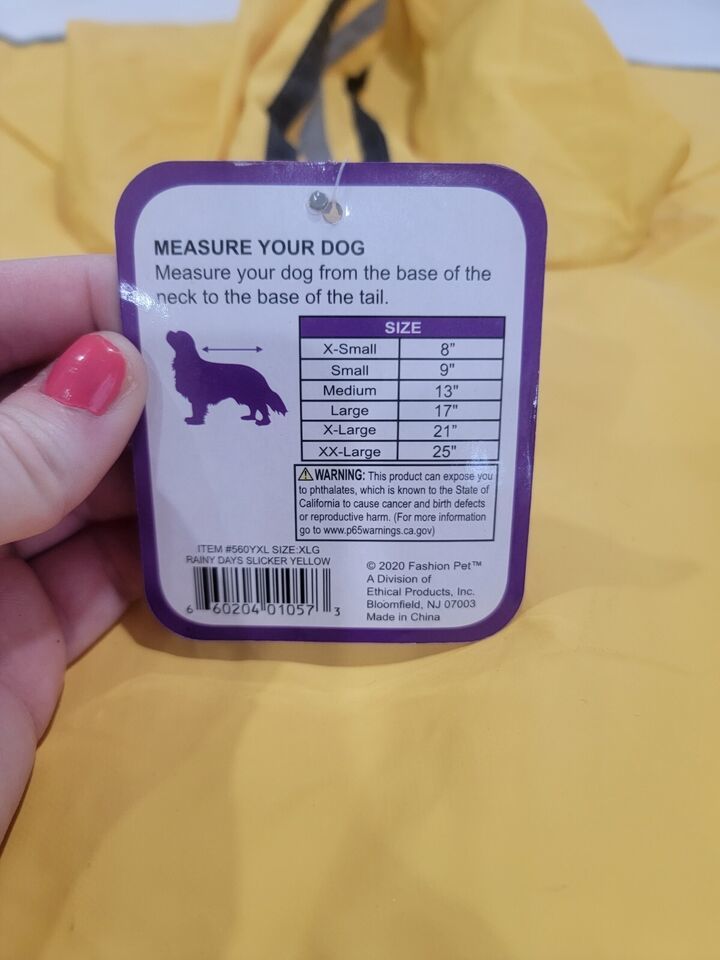 MEASURE YOUR DOG
Measure your dog from the base of the
neck to the base of the tail.
SIZE
X-Small 8"
Small 9"
Medium 13"
Large 17"
X-Large 21"
XX-Large 25"
WARNING: This product can expose you
to phthalates, which is known to the State of
California to cause cancer and birth defects
or reproductive harm. (For more information
go to www.p65warnings.ca.gov)
ITEM #560YXL SIZE:XLG
RAINY DAYS SLICKER YELLOW
6 60204 01057 3
© 2020 Fashion Pet™
A Division of
Ethical Products, Inc.
Bloomfield, NJ 07003
Made in China